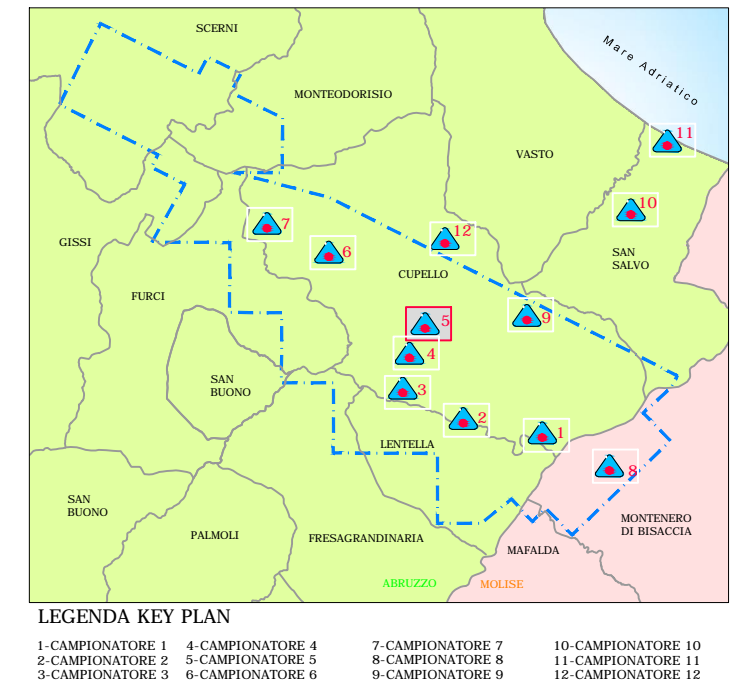 SCERNI
Mare Adriatico
MONTEODORISIO
11
VASTO
10
7
12
GISSI
6
SAN
SALVO
CUPELLO
FURCI
9
5
4
SAN
BUONO
3
2
1
LENTELLA
8
SAN
BUONO
MONTENERO
DI BISACCIA
PALMOLI
FRESAGRANDINARIA
MAFALDA
ABRUZZO
MOLISE
LEGENDA KEY PLAN
1-CAMPIONATORE 1
2-CAMPIONATORE 2
3-CAMPIONATORE 3
4-CAMPIONATORE 4
5-CAMPIONATORE 5
6-CAMPIONATORE 6
7-CAMPIONATORE 7
8-CAMPIONATORE 8
9-CAMPIONATORE 9
10-CAMPIONATORE 10
11-CAMPIONATORE 11
12-CAMPIONATORE 12